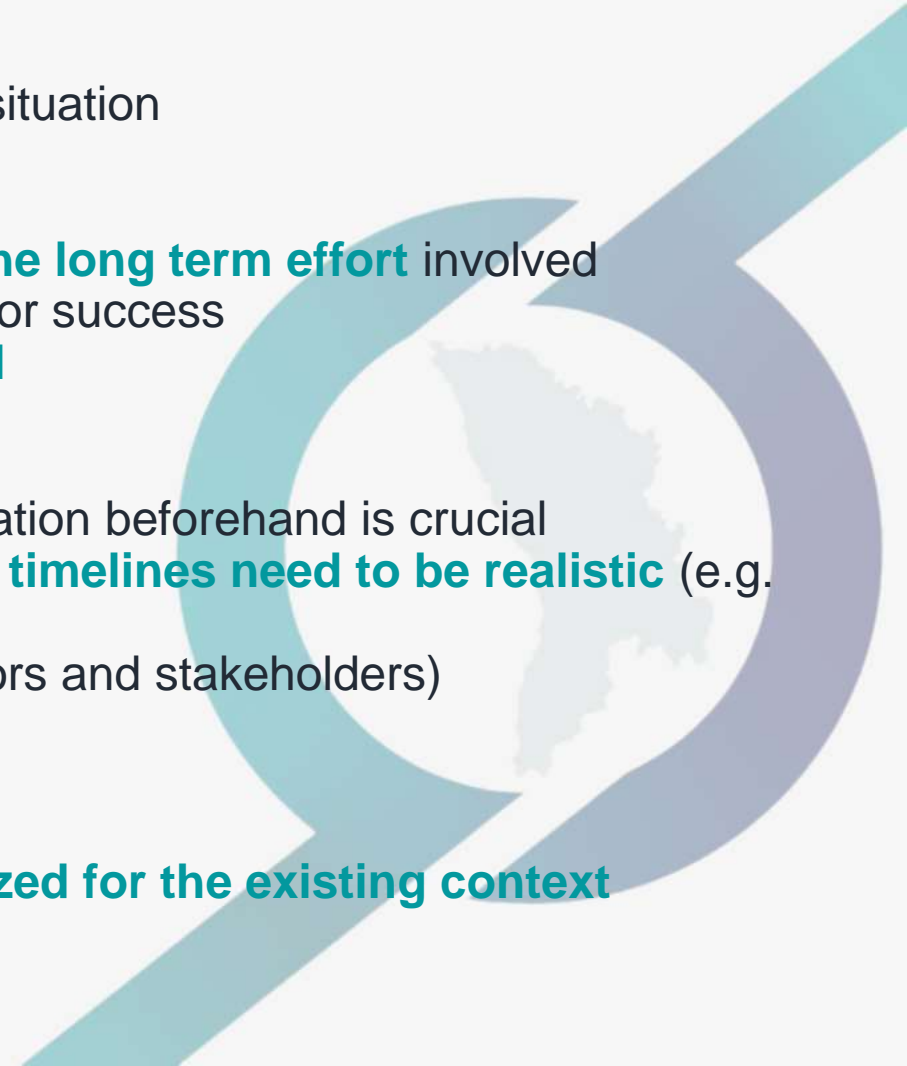 situation
he long term effort involved
or success
l
ation beforehand is crucial
timelines need to be realistic (e.g.
ors and stakeholders)
zed for the existing context